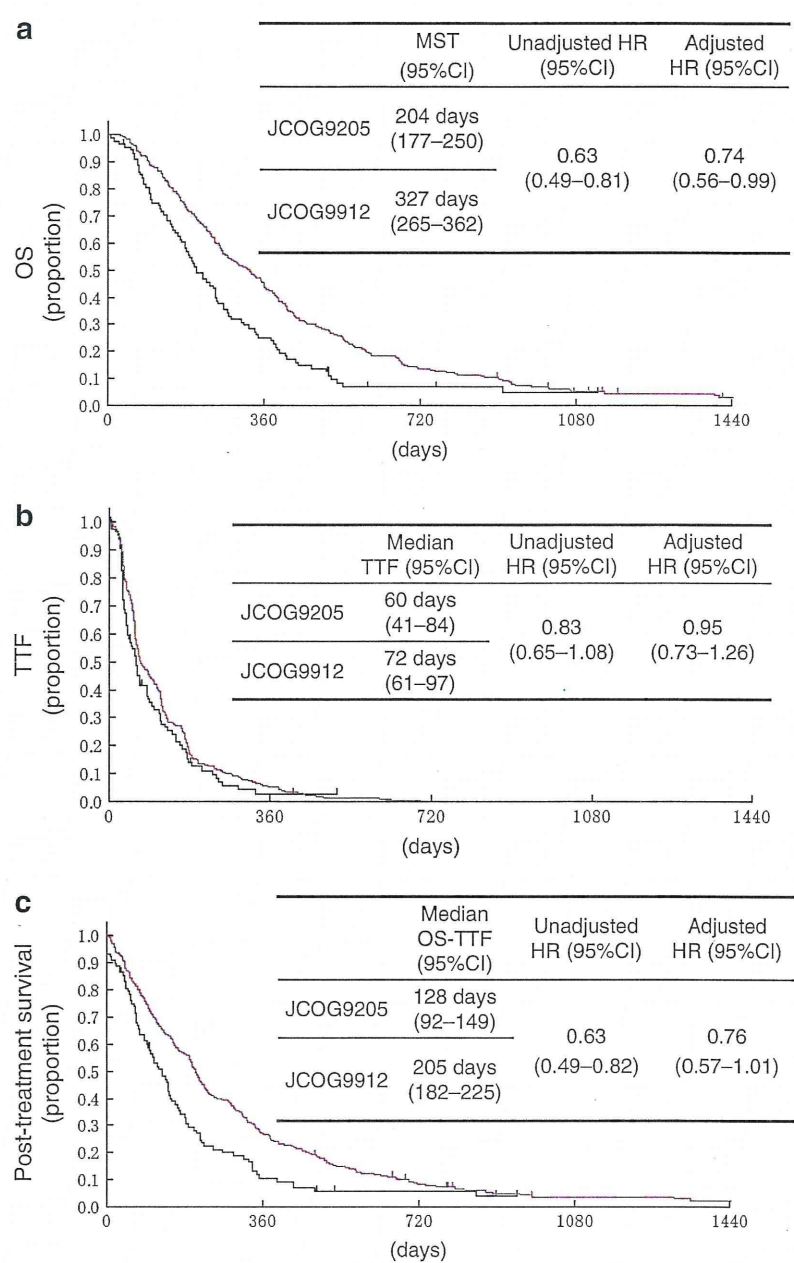 a
MST
(95%CI)
Unadjusted HR
(95%CI)
Adjusted
HR (95%CI)
JCOG9205
204 days
(177–250)
0.63
(0.49–0.81)
0.74
(0.56–0.99)
JCOG9912
327 days
(265–362)
OS
(proportion)
1.0
0.9
0.8
0.7
0.6
0.5
0.4
0.3
0.2
0.1
0.0
0
360
720
1080
1440
(days)
b
Median
TTF (95%CI)
Unadjusted
HR (95%CI)
Adjusted
HR (95%CI)
JCOG9205
60 days
(41–84)
0.83
(0.65–1.08)
0.95
(0.73–1.26)
JCOG9912
72 days
(61–97)
TTF
(proportion)
1.0
0.9
0.8
0.7
0.6
0.5
0.4
0.3
0.2
0.1
0.0
0
360
720
1080
1440
(days)
c
Median
OS-TTF
(95%CI)
Unadjusted
HR (95%CI)
Adjusted
HR (95%CI)
JCOG9205
128 days
(92–149)
0.63
(0.49–0.82)
0.76
(0.57–1.01)
JCOG9912
205 days
(182–225)
Post-treatment survival
(proportion)
1.0
0.9
0.8
0.7
0.6
0.5
0.4
0.3
0.2
0.1
0.0
0
360
720
1080
1440
(days)